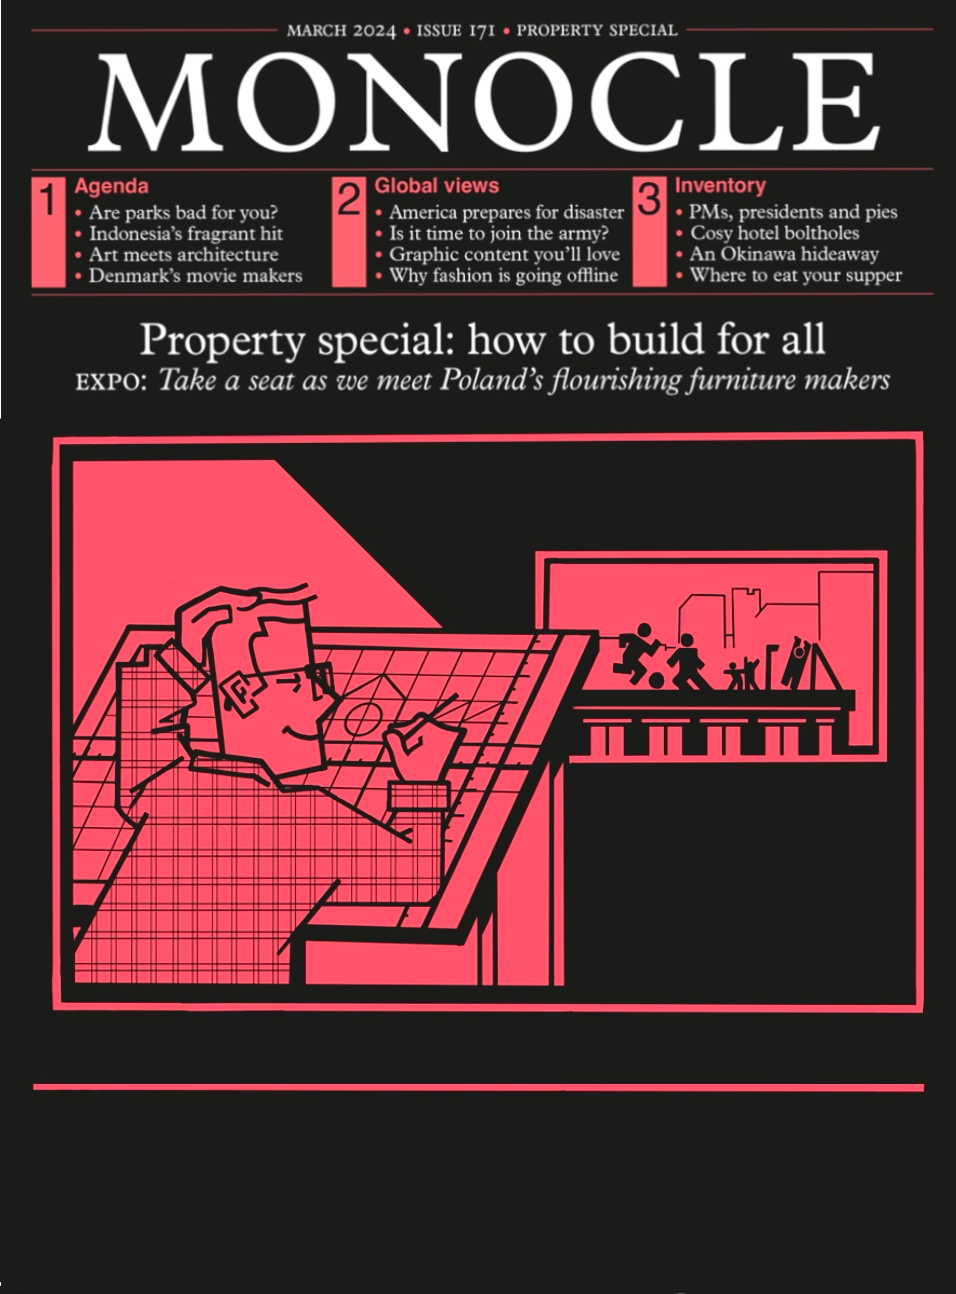 MARCH 2024 • ISSUE 171 • PROPERTY SPECIAL
MONOCLE
1
Agenda
• Are parks bad for you?
• Indonesia's fragrant hit
• Art meets architecture
• Denmark's movie makers
2
Global views
• America prepares for disaster
• Is it time to join the army?
• Graphic content you'll love
• Why fashion is going offline
3
Inventory
• PMs, presidents and pies
• Cosy hotel boltholes
• An Okinawa hideaway
• Where to eat your supper
Property special: how to build for all
EXPO: Take a seat as we meet Poland's flourishing furniture makers